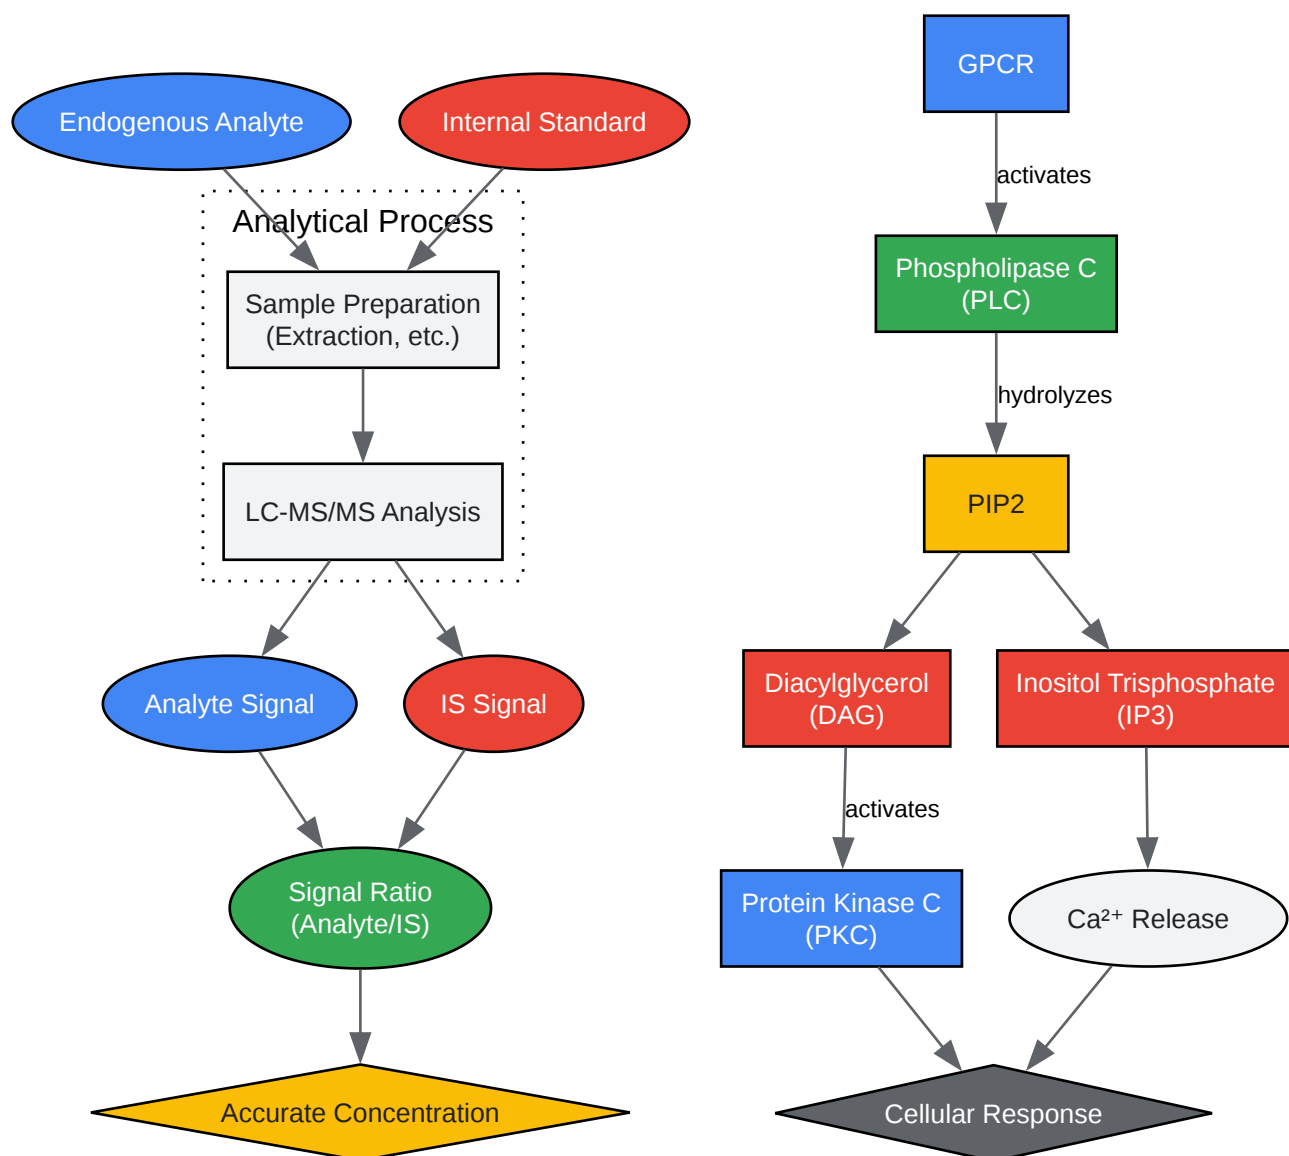 Endogenous Analyte
Internal Standard
Analytical Process
Sample Preparation
(Extraction, etc.)
LC-MS/MS Analysis
Analyte Signal
IS Signal
Signal Ratio
(Analyte/IS)
Accurate Concentration
GPCR
activates
Phospholipase C
(PLC)
hydrolyzes
PIP2
Diacylglycerol
(DAG)
Inositol Trisphosphate
(IP3)
activates
Protein Kinase C
(PKC)
Ca²⁺ Release
Cellular Response